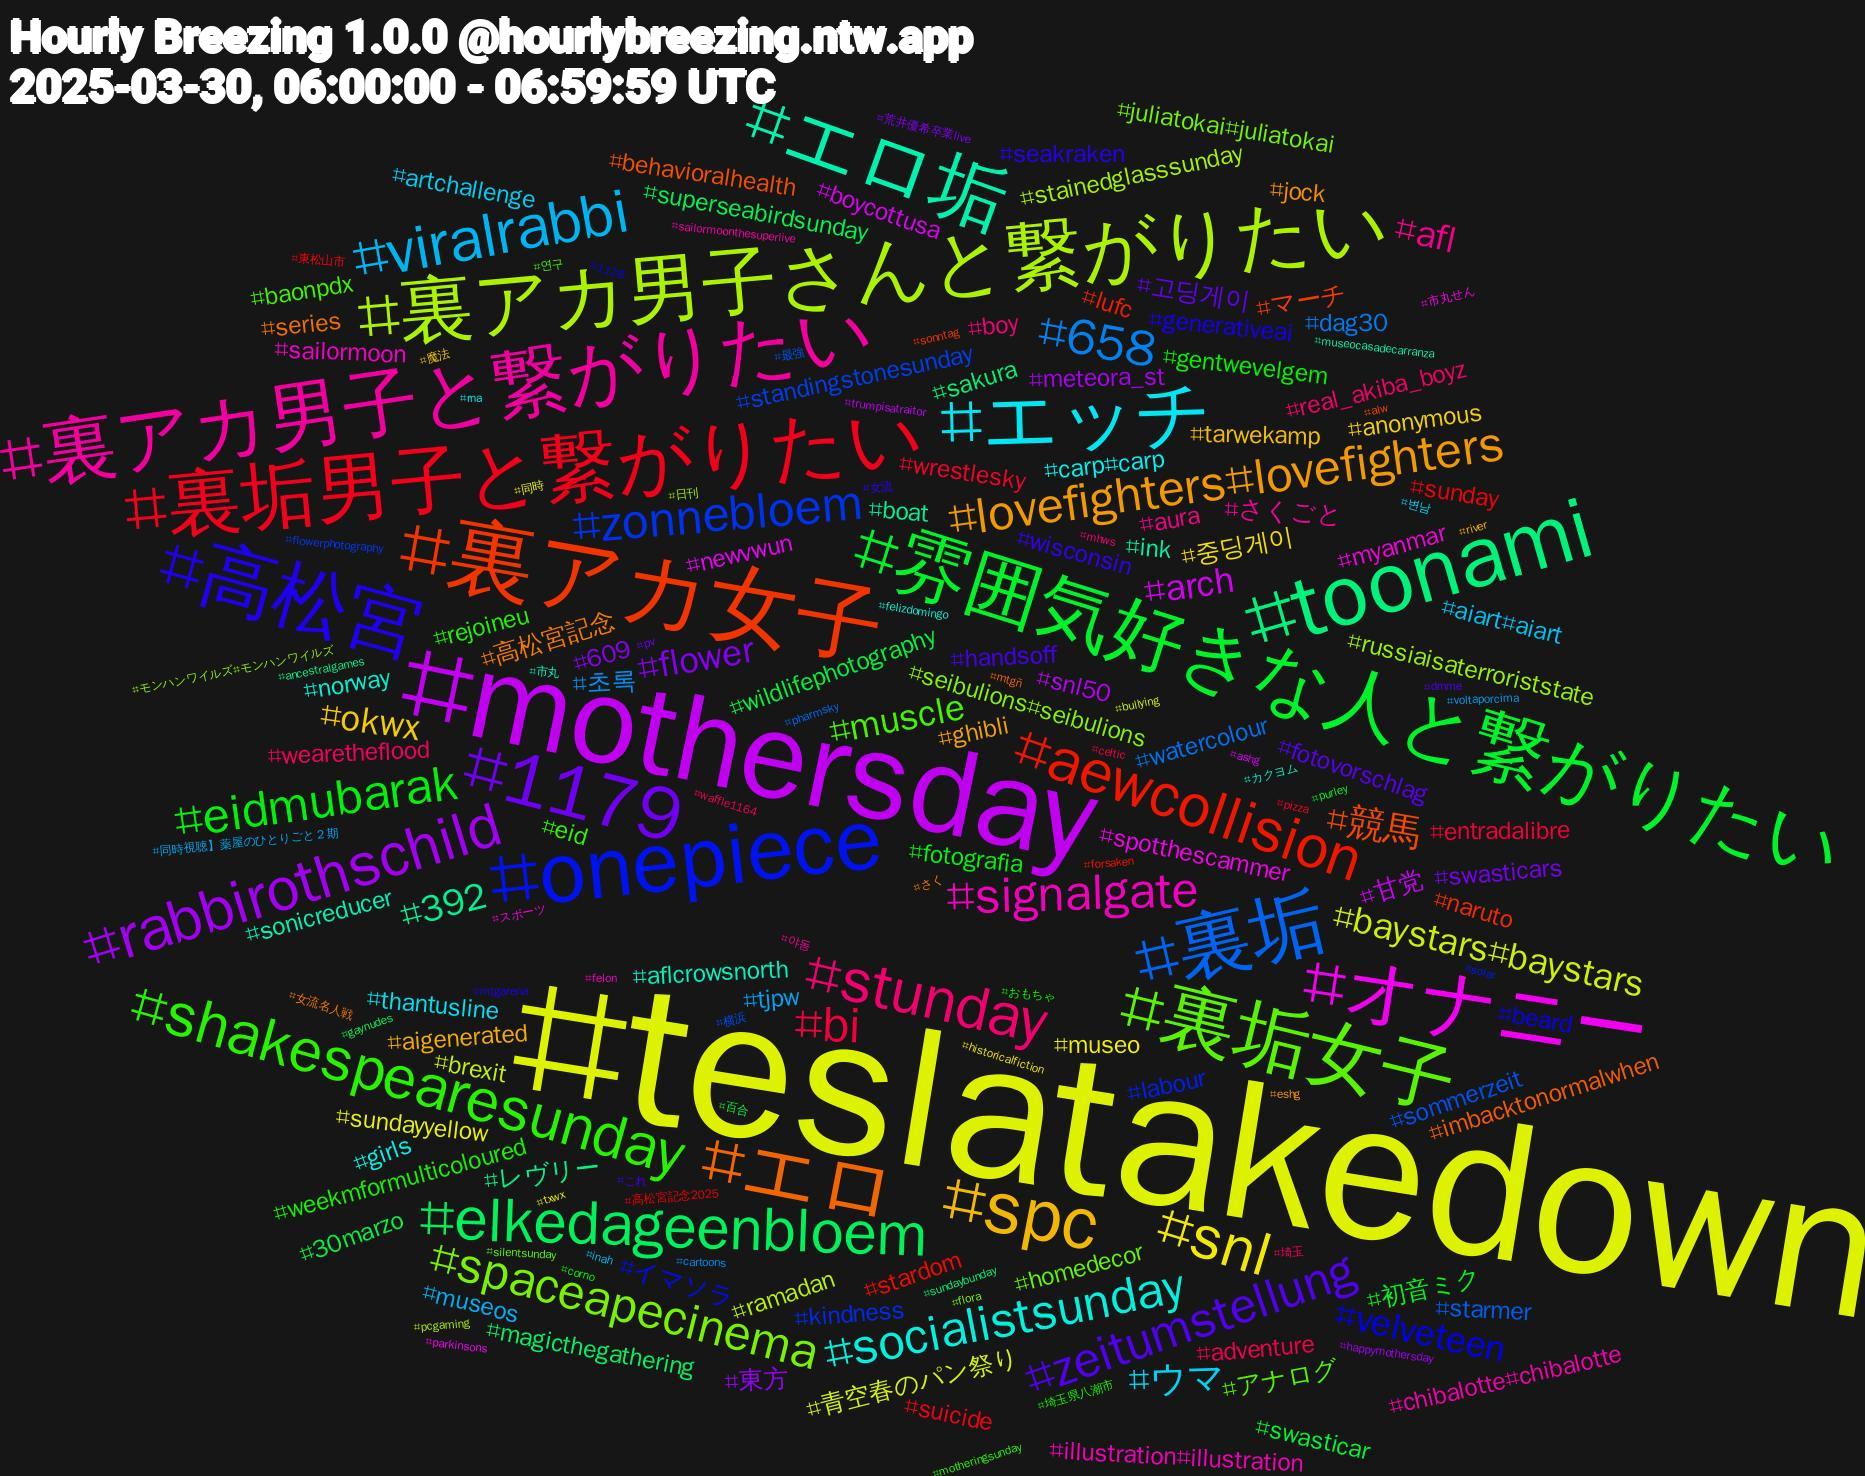 Hourly Breezing 1.0.0 @hourlybreezing.ntw.app
2025-03-30, 06:00:00 - 06:59:59 UTC
#エロ垢
#荒井優希卒業live
#juliatokai#juliatokai
#seakraken
#behavioralhealth
#stainedglasssunday
#artchallenge
#jock
#superseabirdsunday
#boycottusa
#viralrabbi
#sailormoonthesuperlive
#裏アカ男子さんと繋がりたい
#afl
#東松山市
#연구
#1126
#baonpdx
#고딩게이
#市丸せん
#lufc
#マーチ
#series
#658
#dag30
#generativeai
#sonntag
#museocasadecarranza
#boy
#sailormoon
#最強
#魔法
#裏アカ男子と繋がりたい
#standingstonesunday
#gentwevelgem
#sakura
#meteora_st
#real_akiba_boyz
#ma
#trumpisatraitor
#エッチ
#alw
#anonymous
#tarwekamp
#裏垢男子と繋がりたい
#carp#carp
#wrestlesky
#lovefighters#lovefighters
#同時
#日刊
#女流
#변남
#zonnebloem
#sunday
#さくごと
#boat
#aura
#中딩게이
#flowerphotography
#裏アカ女子
#高松宮
#雰囲気好きな人と繋がりたい
#toonami
#newvwun
#ink
#wisconsin
#myanmar
#river
#mhws
#felizdomingo
#arch
#aiart#aiart
#rejoineu
#高松宮記念
#609
#pv
#flower
#wildlifephotography
#handsoff
#russiaisaterroriststate
#モンハンワイルズ#モンハンワイルズ
#ancestralgames
#市丸
#norway
#초록
#snl50
#seibulions#seibulions
#mtgñ
#dmme
#voltaporcima
#mothersday
#okwx
#muscle
#bullying
#ghibli
#1179
#aewcollision
#watercolour
#fotovorschlag
#wearetheflood
#pharmsky
#ashg
#celtic
#カクヨム
#eidmubarak
#waffle1164
#eid
#pizza
#purley
#同時視聴】薬屋のひとりごと２期
#fotografia
#競馬
#entradalibre
#rabbirothschild
#onepiece
#spotthescammer
#swasticars
#forsaken
#さく
#甘党
#392
#sonicreducer
#スポーツ
#signalgate
#裏垢
#naruto
#baystars#baystars
#야동
#aflcrowsnorth
#felon
#stunday
#オナニー
#mtgarena
#solar
#女流名人戦
#おもちゃ
#thantusline
#tjpw
#bi
#裏垢女子
#横浜
#shakespearesunday
#gaynudes
#aigenerated
#museo
#beard
#teslatakedown
#historicalfiction
#brexit
#labour
#sommerzeit
#imbacktonormalwhen
#eshg
#cartoons
#エロ
#百合
#sundayyellow
#girls
#weekmformulticoloured
#レヴリー
#これ
#高松宮記念2025
#txwx
#elkedageenbloem
#spc
#snl
#30marzo
#silentsunday
#inah
#埼玉
#stardom
#イマソラ
#homedecor
#ramadan
#初音ミク
#corno
#sundaybunday
#museos
#spaceapecinema
#flora
#kindness
#socialistsunday
#zeitumstellung
#velveteen
#starmer
#pcgaming
#magicthegathering
#adventure
#parkinsons
#東方
#happymothersday
#ウマ
#アナログ
#chibalotte#chibalotte
#埼玉県八潮市
#青空春のパン祭り
#suicide
#swasticar
#illustration#illustration
#motheringsunday